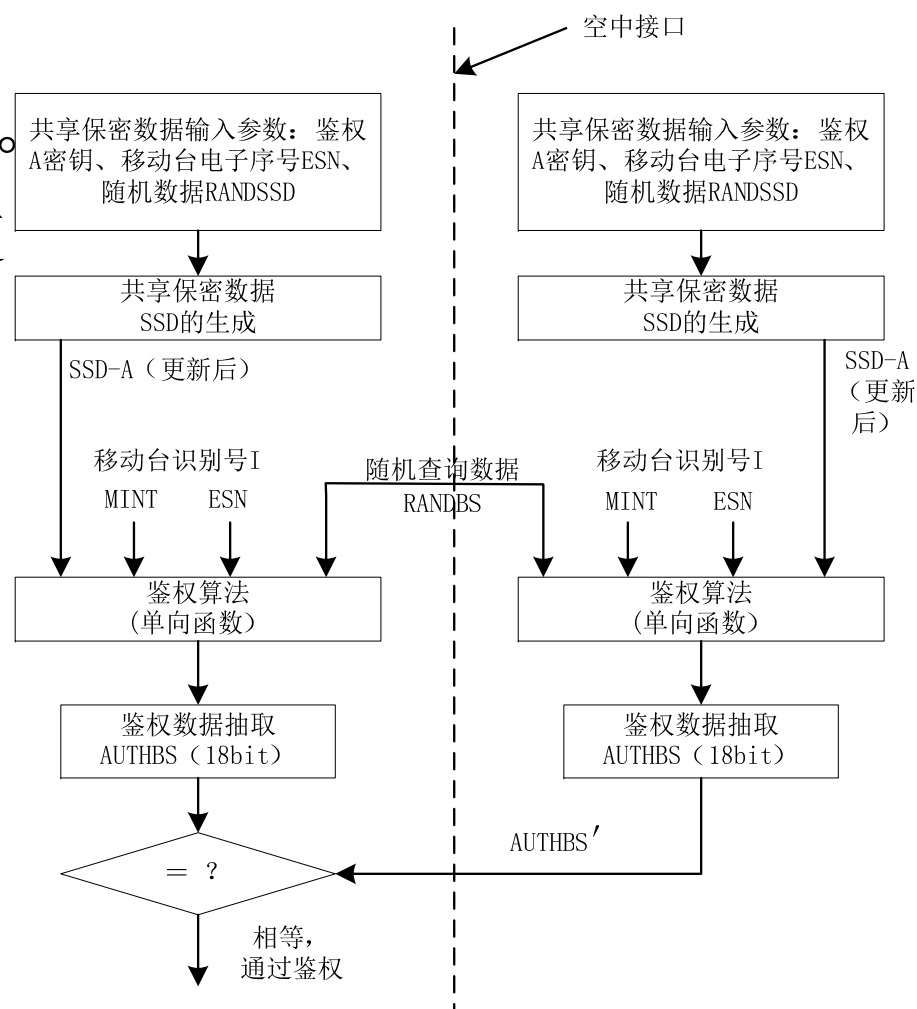 空中接口
共享保密数据输入参数：鉴权
A密钥、移动台电子序号ESN、
随机数据RANDSSD
共享保密数据输入参数：鉴权
A密钥、移动台电子序号ESN、
随机数据RANDSSD
共享保密数据
SSD的生成
共享保密数据
SSD的生成
SSD-A（更新后）
SSD-A
（更新
后）
移动台识别号I
MINT ESN
随机查询数据
RANDBS
移动台识别号I
MINT ESN
鉴权算法
(单向函数)
鉴权算法
(单向函数)
鉴权数据抽取
AUTHBS（18bit）
鉴权数据抽取
AUTHBS（18bit）
AUTHBS′
= ？
相等，
通过鉴权